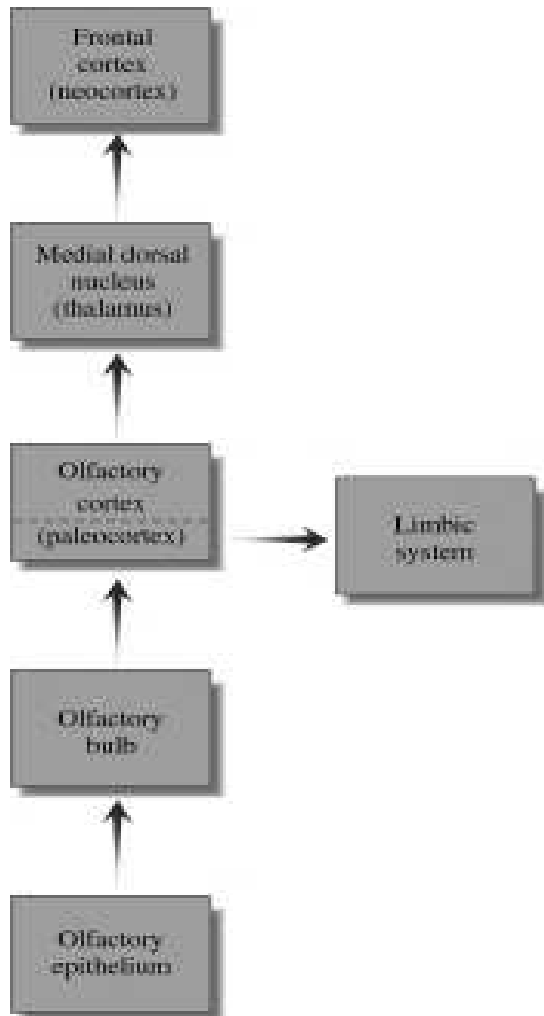 Frontal
cortex
(neocortex)
Medial dorsal
nucleus
(thalamus)
Olfactory
cortex
(paleocortex)
Limbic
system
Olfactory
bulb
Olfactory
epithelium